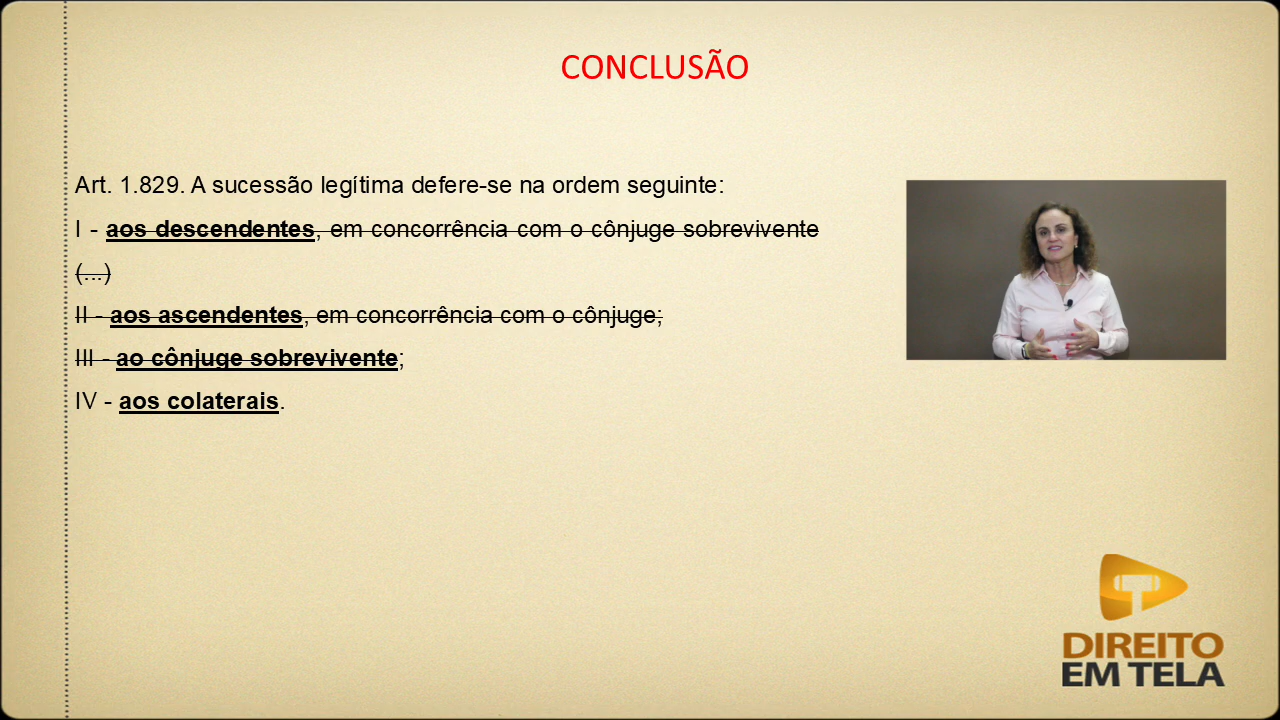 CONCLUSÃO
Art. 1.829. A sucessão legítima defere-se na ordem seguinte:
I - aos descendentes, em concorrência com o cônjuge sobrevivente
(...)
II - aos ascendentes, em concorrência com o cônjuge;
III - ao cônjuge sobrevivente;
IV - aos colaterais.
DIREITO
EM TELA